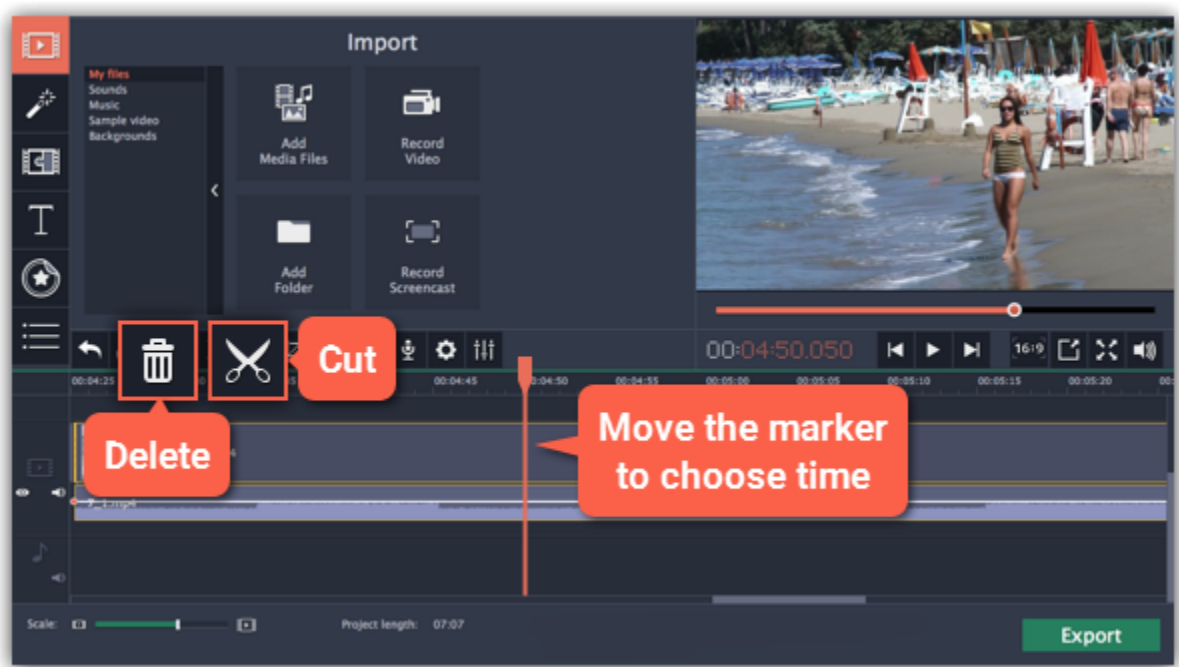 Import
My files
Sounds
Music
Sample video
Backgrounds
Add
Media Files
Record
Video
Add
Folder
Record
Screencast
T
Cut
00:04:50.050
16:9
00:04:25
00:04:45
00:04:50
00:04:55
00:05:00
00:05:05
00:05:10
00:05:15
00:05:20
00:
Delete
Move the marker
to choose time
7_1.mp4
Scale:
Project length: 07:07
Export